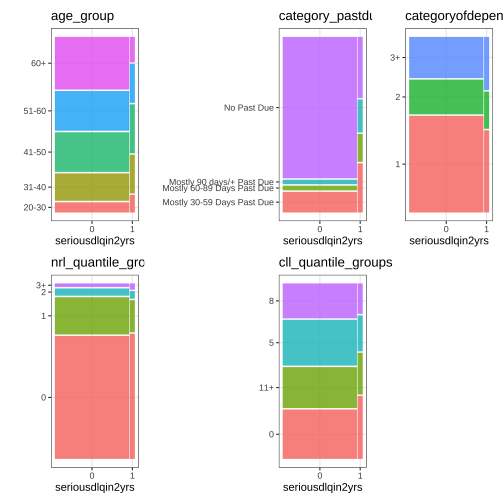 age_group
60+
51-60
41-50
31-40
20-30
0 1
seriousdlqin2yrs
category_pastdu
No Past Due
Mostly 90 days/+ Past Due
Mostly 60-89 Days Past Due
Mostly 30-59 Days Past Due
0 1
seriousdlqin2yrs
categoryofdepen
3+
2
1
0 1
seriousdlqin2yrs
nrl_quantile_gro
3+
2
1
0
0 1
seriousdlqin2yrs
cll_quantile_groups
8
5
11+
0
0 1
seriousdlqin2yrs